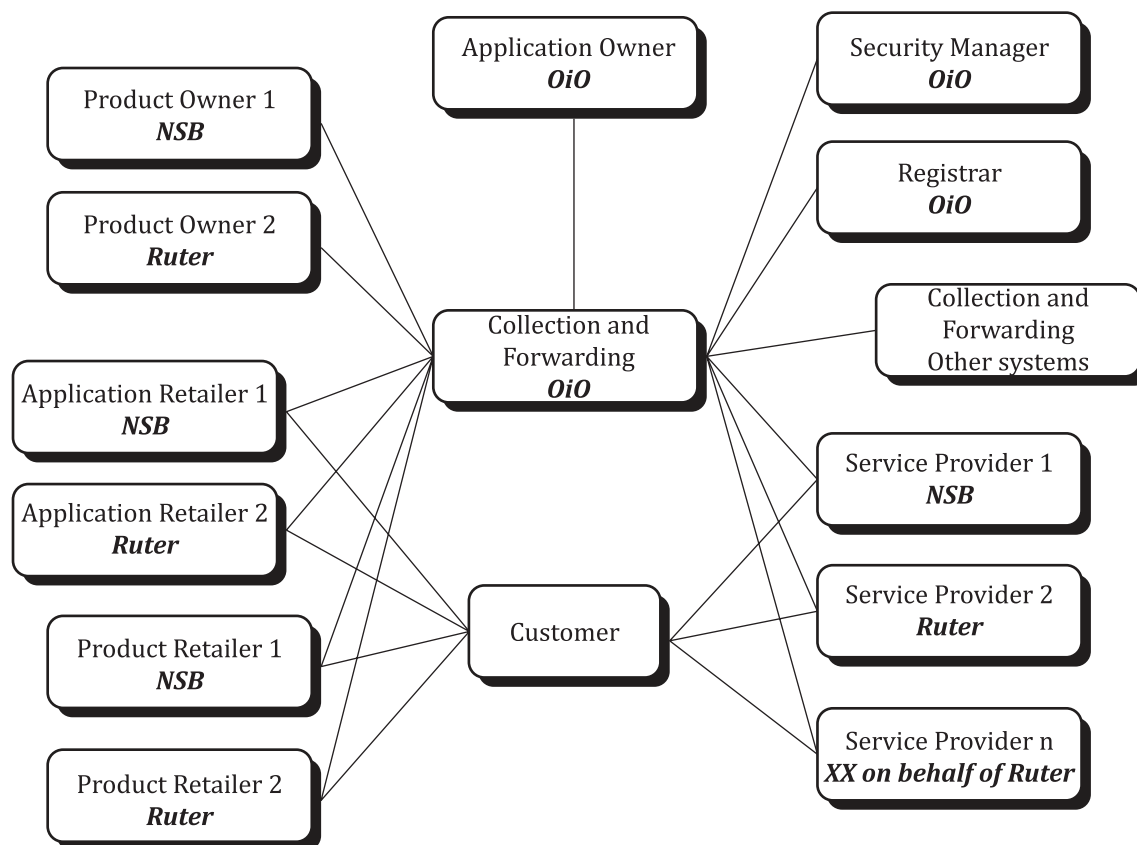 Application Owner
OiO
Security Manager
OiO
Product Owner 1
NSB
Registrar
OiO
Product Owner 2
Ruter
Collection and
Forwarding
Other systems
Collection and
Forwarding
OiO
Application Retailer 1
NSB
Service Provider 1
NSB
Application Retailer 2
Ruter
Service Provider 2
Ruter
Customer
Product Retailer 1
NSB
Service Provider n
XX on behalf of Ruter
Product Retailer 2
Ruter